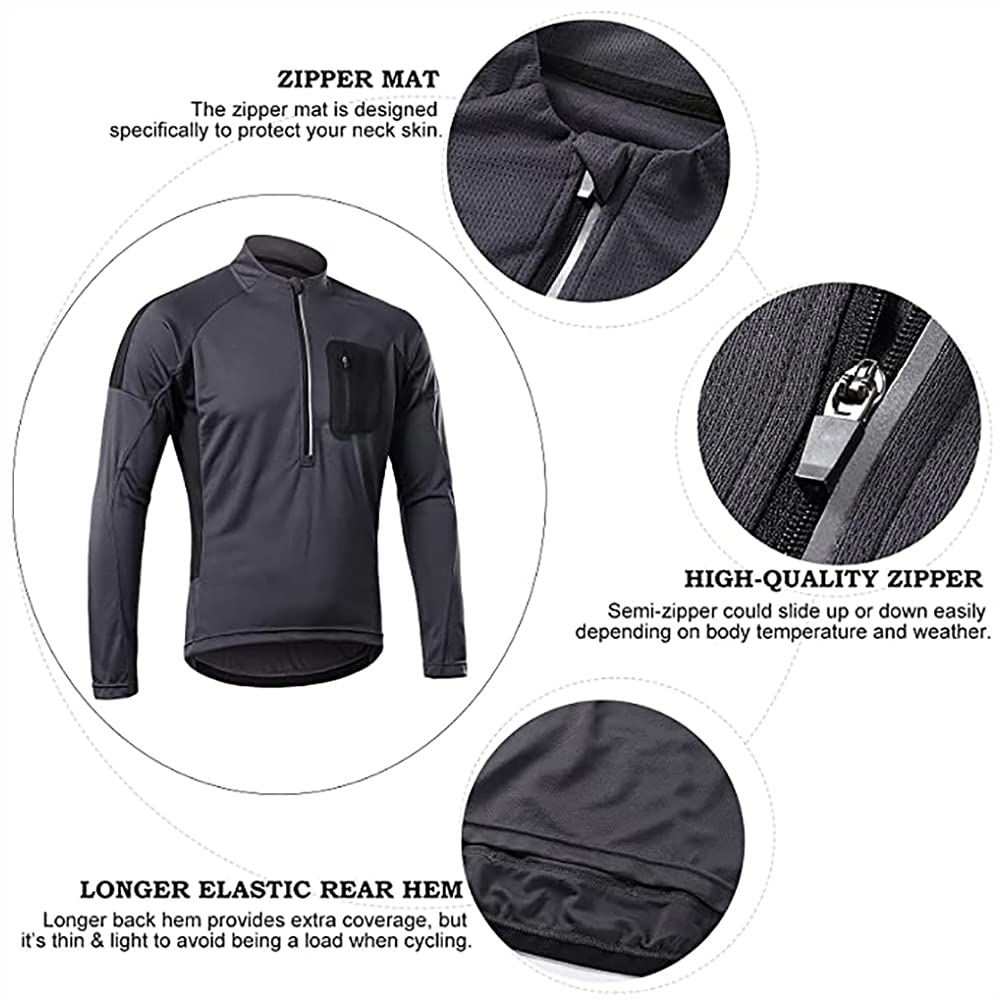 ZIPPER MAT
The zipper mat is designed
specifically to protect your neck skin.
HIGH-QUALITY ZIPPER
Semi-zipper could slide up or down easily
depending on body temperature and weather.
LONGER ELASTIC REAR HEM
Longer back hem provides extra coverage, but
it's thin & light to avoid being a load when cycling.